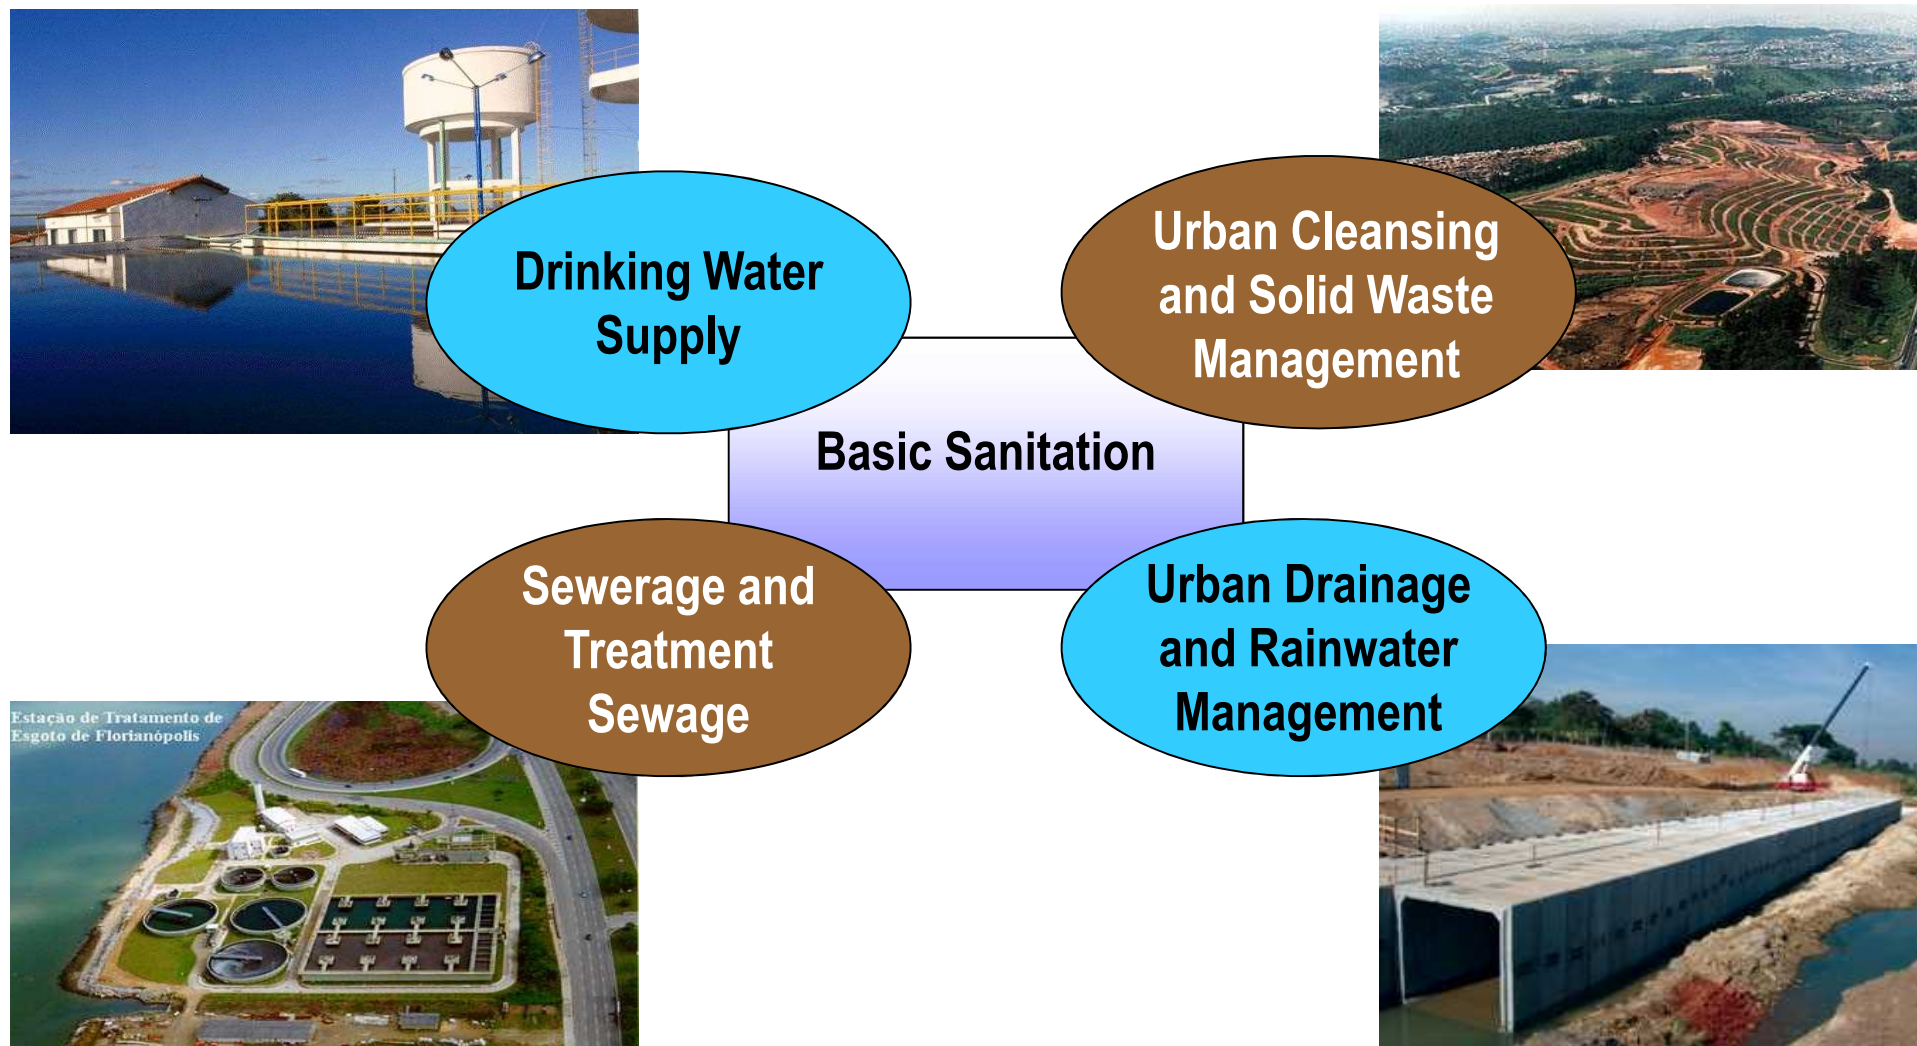 Drinking Water
Supply
Urban Cleansing
and Solid Waste
Management
Basic Sanitation
Sewerage and
Treatment
Sewage
Urban Drainage
and Rainwater
Management
Estação de Tratamento de
Esgoto de Florianópolis